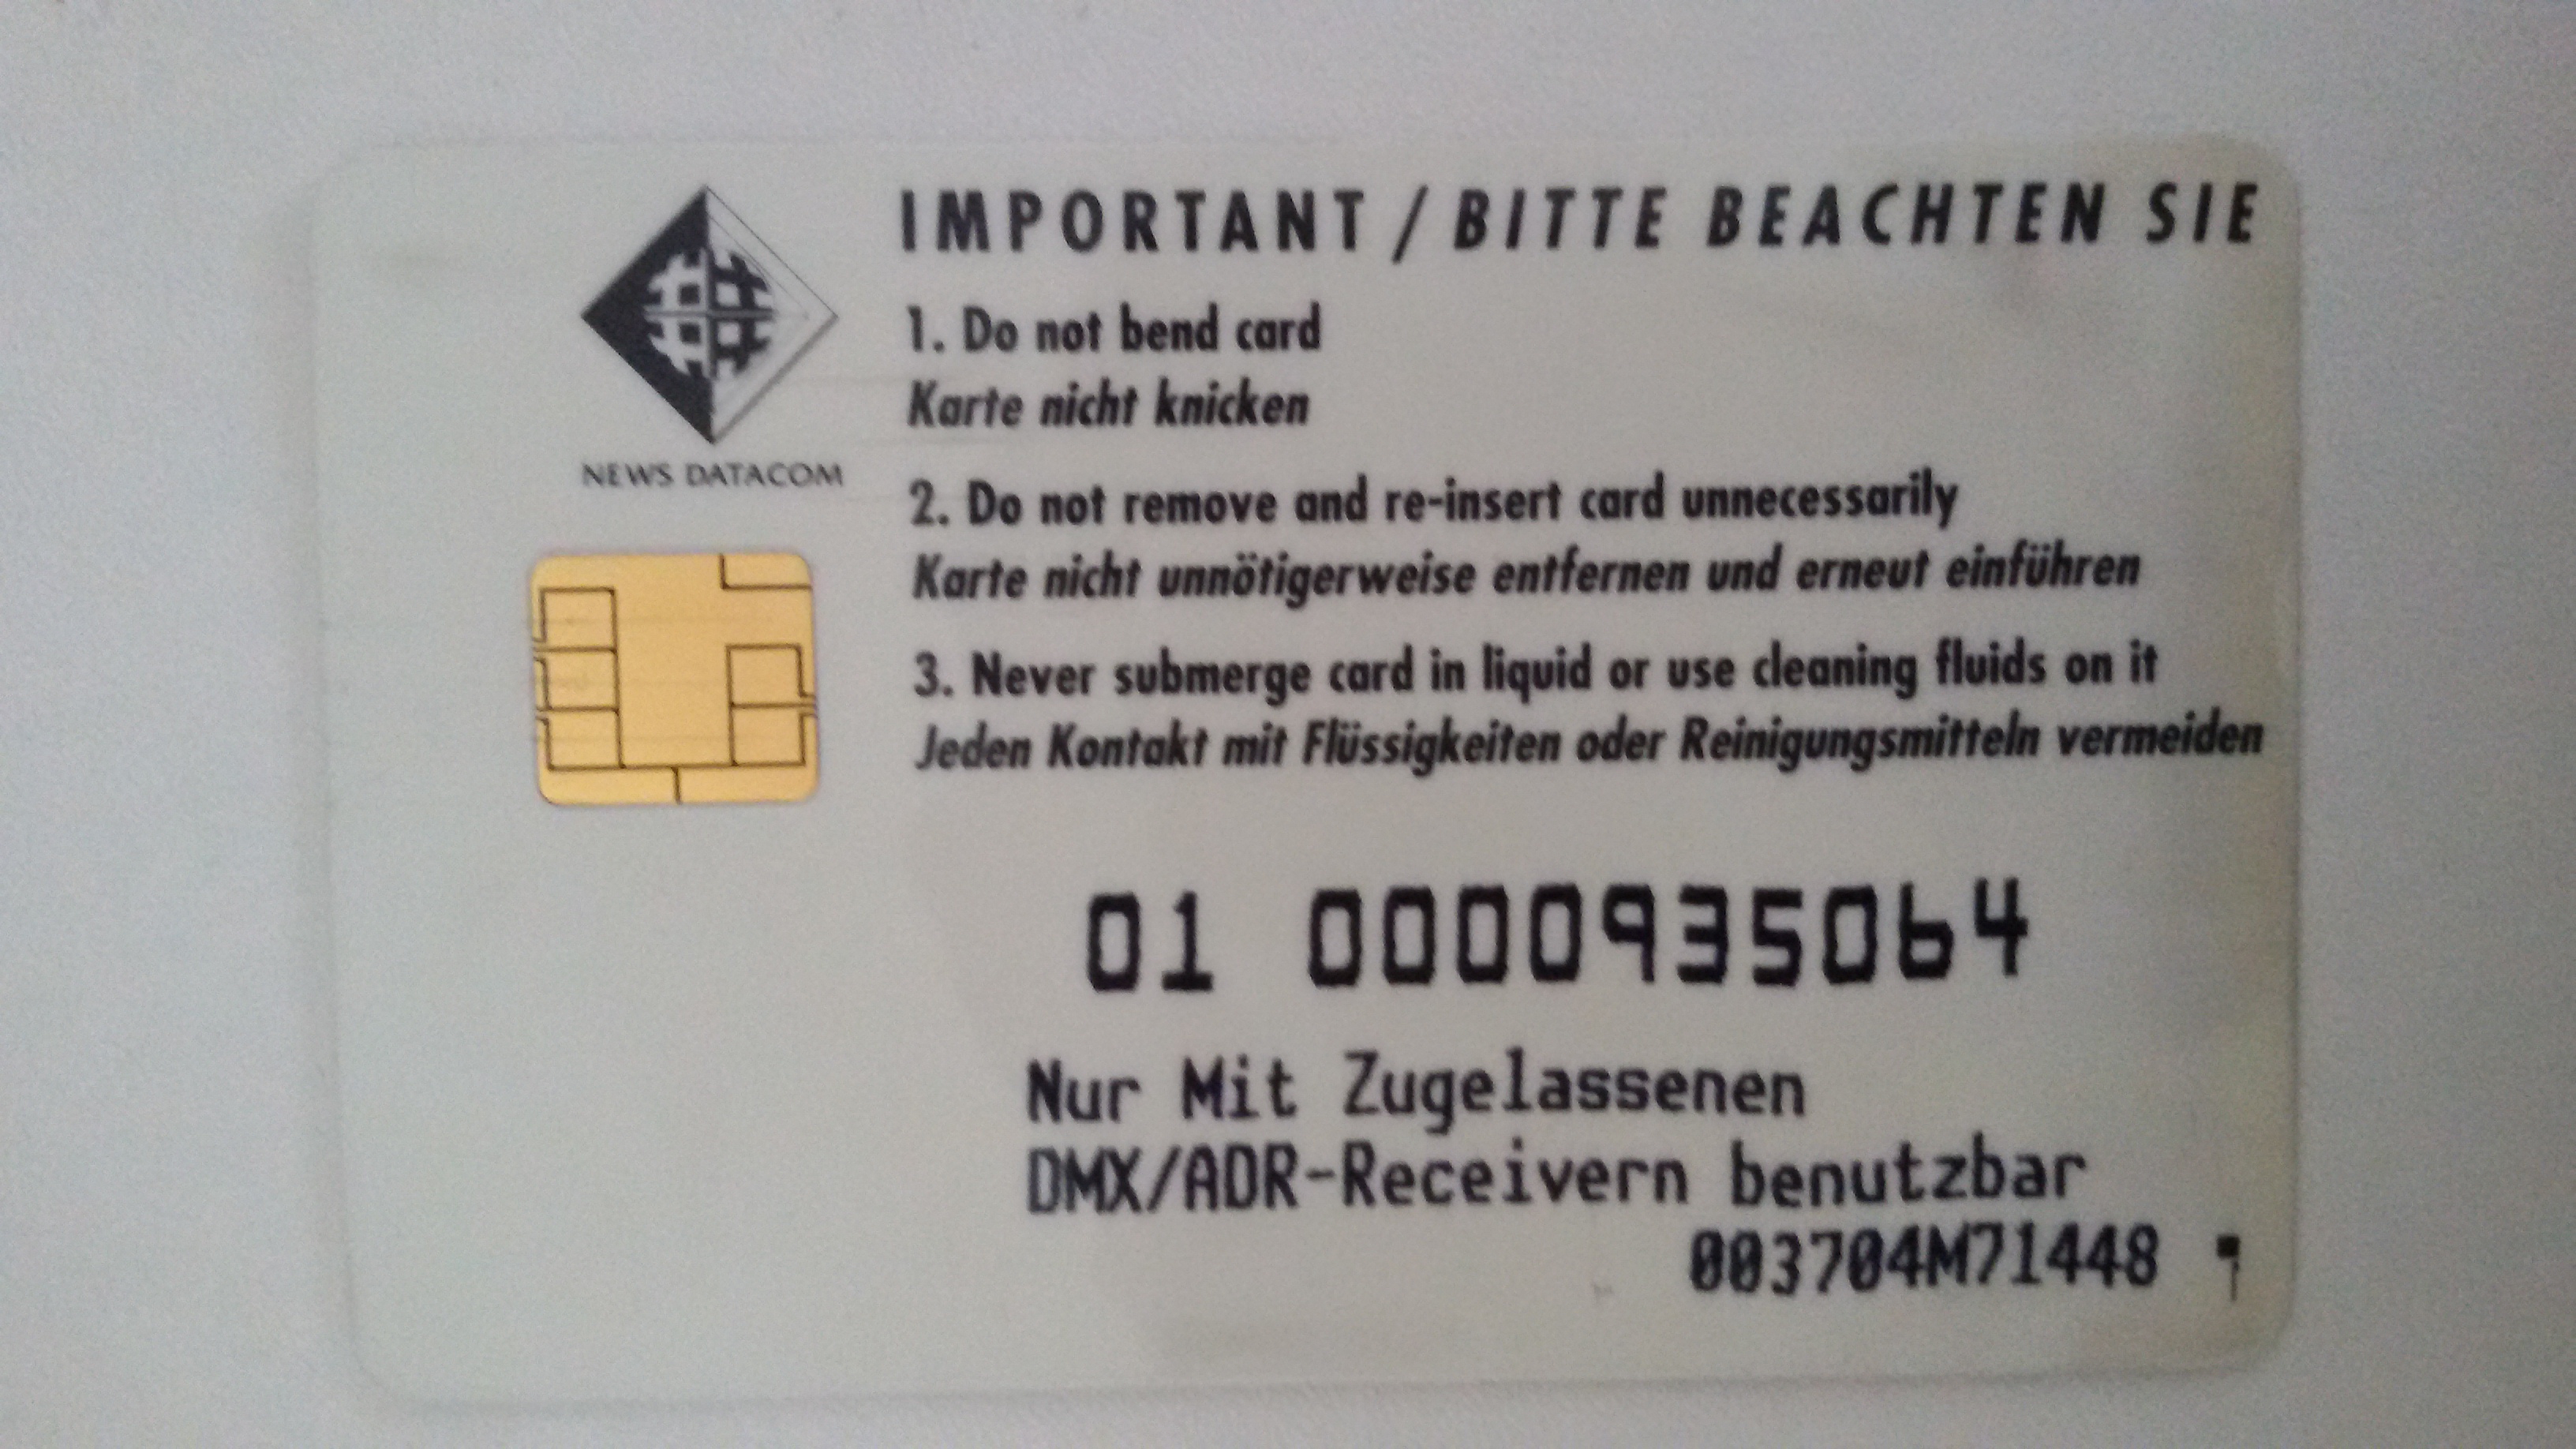 IMPORTANT / BITTE BEACHTEN SIE
1. Do not bend card
Karte nicht knicken
NEWS DATACOM
2. Do not remove and re-insert card unnecessarily
Karte nicht unnötigerweise entfernen und erneut einführen
3. Never submerge card in liquid or use cleaning fluids on it
Jeden Kontakt mit Flüssigkeiten oder Reinigungsmitteln vermeiden
01 0000935064
Nur Mit Zugelassenen
DMX/ADR-Receivern benutzbar
003704M71448